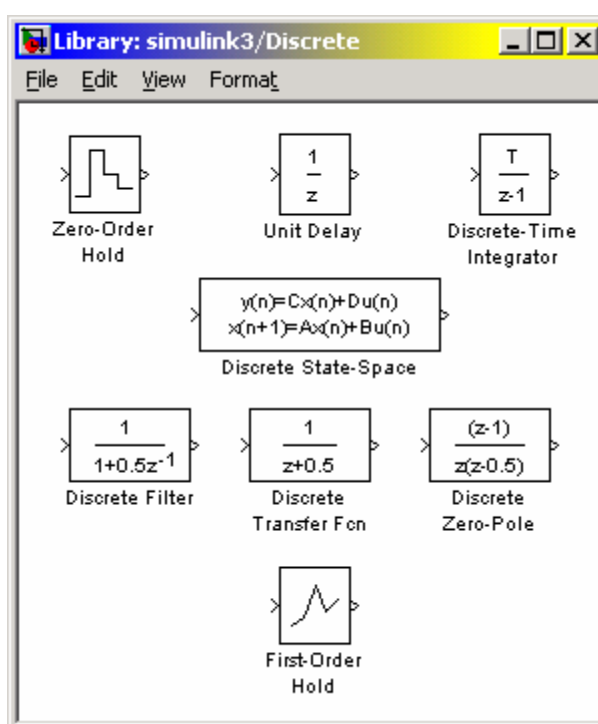 Library: simulink3/Discrete
File Edit View Format
Zero-Order
Hold
1
z
Unit Delay
T
z-1
Discrete-Time
Integrator
y(n)=Cx(n)+Du(n)
x(n+1)=Ax(n)+Bu(n)
Discrete State-Space
1
1+0.5z-1
Discrete Filter
1
z+0.5
Discrete
Transfer Fcn
(z-1)
z(z-0.5)
Discrete
Zero-Pole
First-Order
Hold